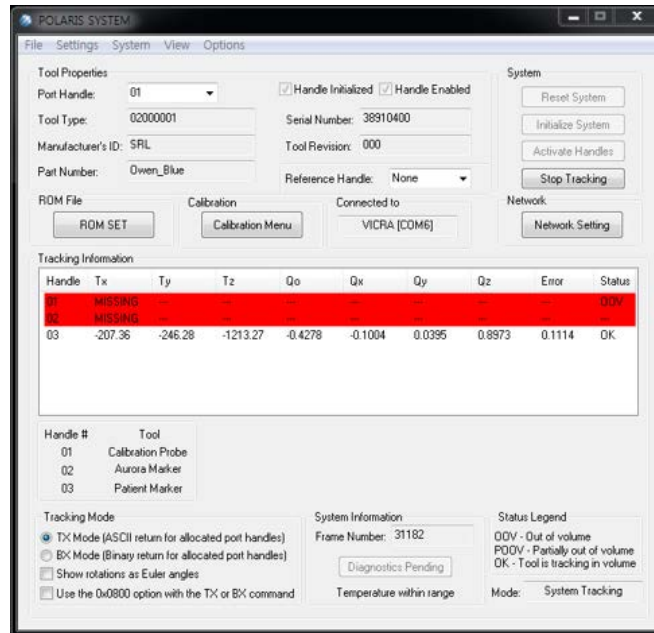 POLARIS SYSTEM
File Settings System View Options
Tool Properties
Port Handle: 01
Handle Initialized Handle Enabled
Tool Type: 02000001
Serial Number: 38910400
Manufacturer's ID: SRL
Tool Revision: 000
Part Number: Owen_Blue
Reference Handle: None
System
Reset System
Initialize System
Activate Handles
Stop Tracking
ROM File
ROM SET
Calibration
Calibration Menu
Connected to
VICRA [COM6]
Network
Network Setting
Tracking Information
Handle Tx Ty Tz Qo Qx Qy Qz Error Status
01 MISSING --- --- --- --- --- --- --- OOV
02 MISSING --- --- --- --- --- --- --- ---
03 -207.36 -246.28 -1213.27 -0.4278 -0.1004 0.0395 0.8973 0.1114 OK
Handle # Tool
01 Calibration Probe
02 Aurora Marker
03 Patient Marker
Tracking Mode
TX Mode (ASCII return for allocated port handles)
BX Mode (Binary return for allocated port handles)
Show rotations as Euler angles
Use the 0x0800 option with the TX or BX command
System Information
Frame Number: 31182
Diagnostics Pending
Temperature within range
Status Legend
OOV - Out of volume
POOV - Partially out of volume
OK - Tool is tracking in volume
Mode: System Tracking